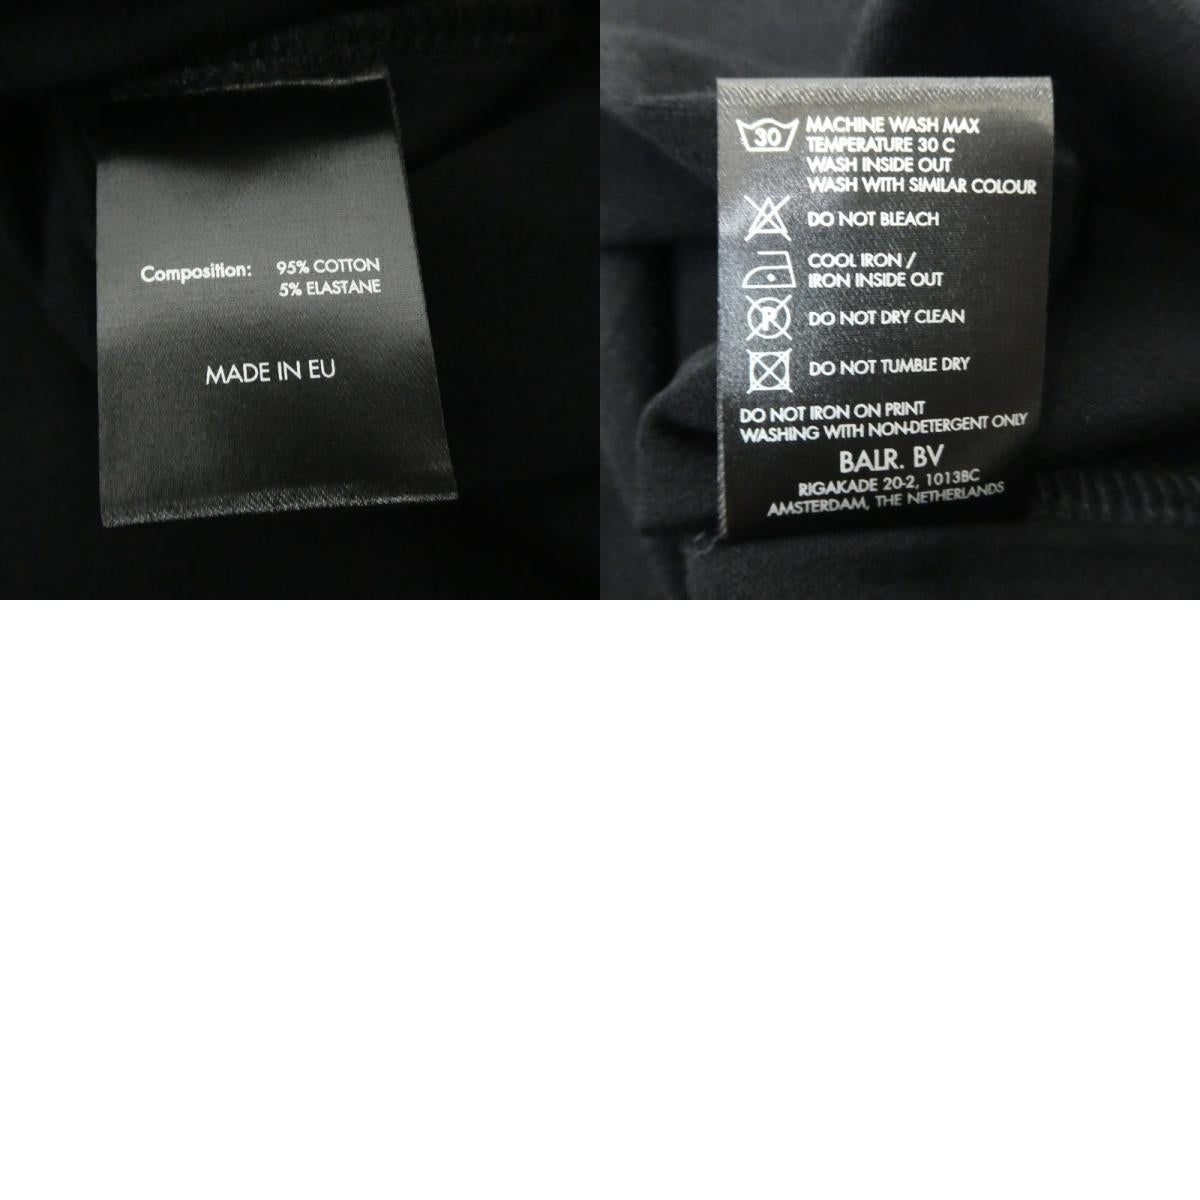 Composition: 95% COTTON
5% ELASTANE
MADE IN EU
30 MACHINE WASH MAX
TEMPERATURE 30 C
WASH INSIDE OUT
WASH WITH SIMILAR COLOUR
DO NOT BLEACH
COOL IRON /
IRON INSIDE OUT
P DO NOT DRY CLEAN
DO NOT TUMBLE DRY
DO NOT IRON ON PRINT
WASHING WITH NON-DETERGENT ONLY
BALR. BV
RIGAKADE 20-2, 1013BC
AMSTERDAM, THE NETHERLANDS